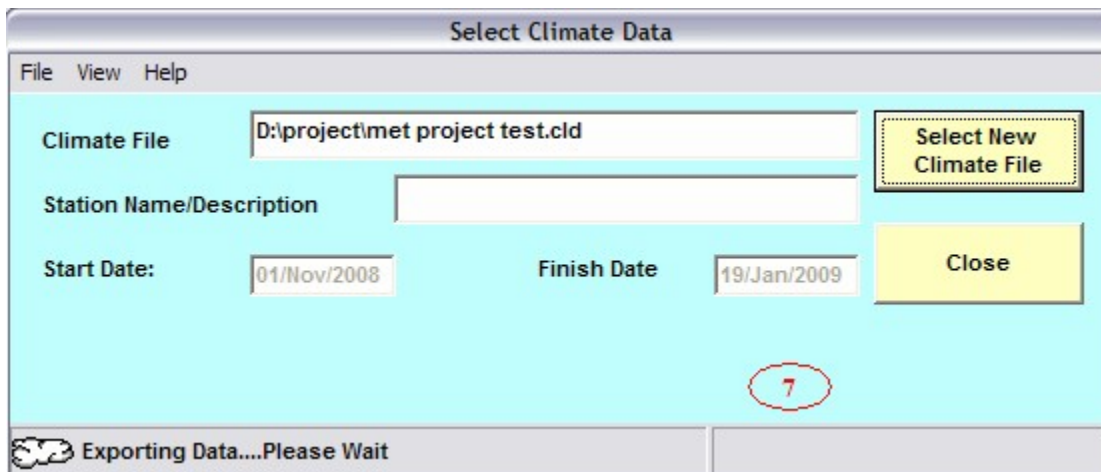 Select Climate Data
File View Help
Climate File
D:\project\met project test.cld
Select New
Climate File
Station Name/Description
Start Date:
01/Nov/2008
Finish Date
19/Jan/2009
Close
7
Exporting Data....Please Wait